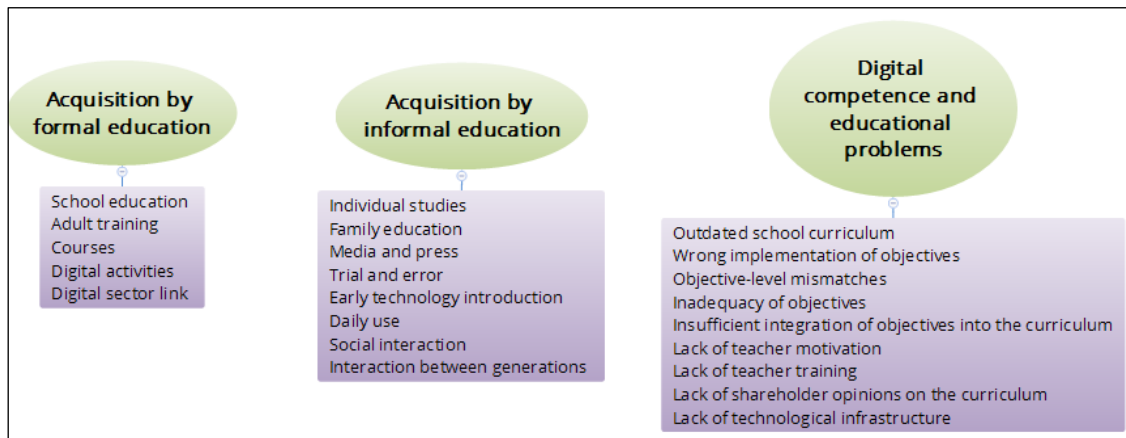 Acquisition by
formal education
School education
Adult training
Courses
Digital activities
Digital sector link
Acquisition by
informal education
Individual studies
Family education
Media and press
Trial and error
Early technology introduction
Daily use
Social interaction
Interaction between generations
Digital
competence and
educational
problems
Outdated school curriculum
Wrong implementation of objectives
Objective-level mismatches
Inadequacy of objectives
Insufficient integration of objectives into the curriculum
Lack of teacher motivation
Lack of teacher training
Lack of shareholder opinions on the curriculum
Lack of technological infrastructure